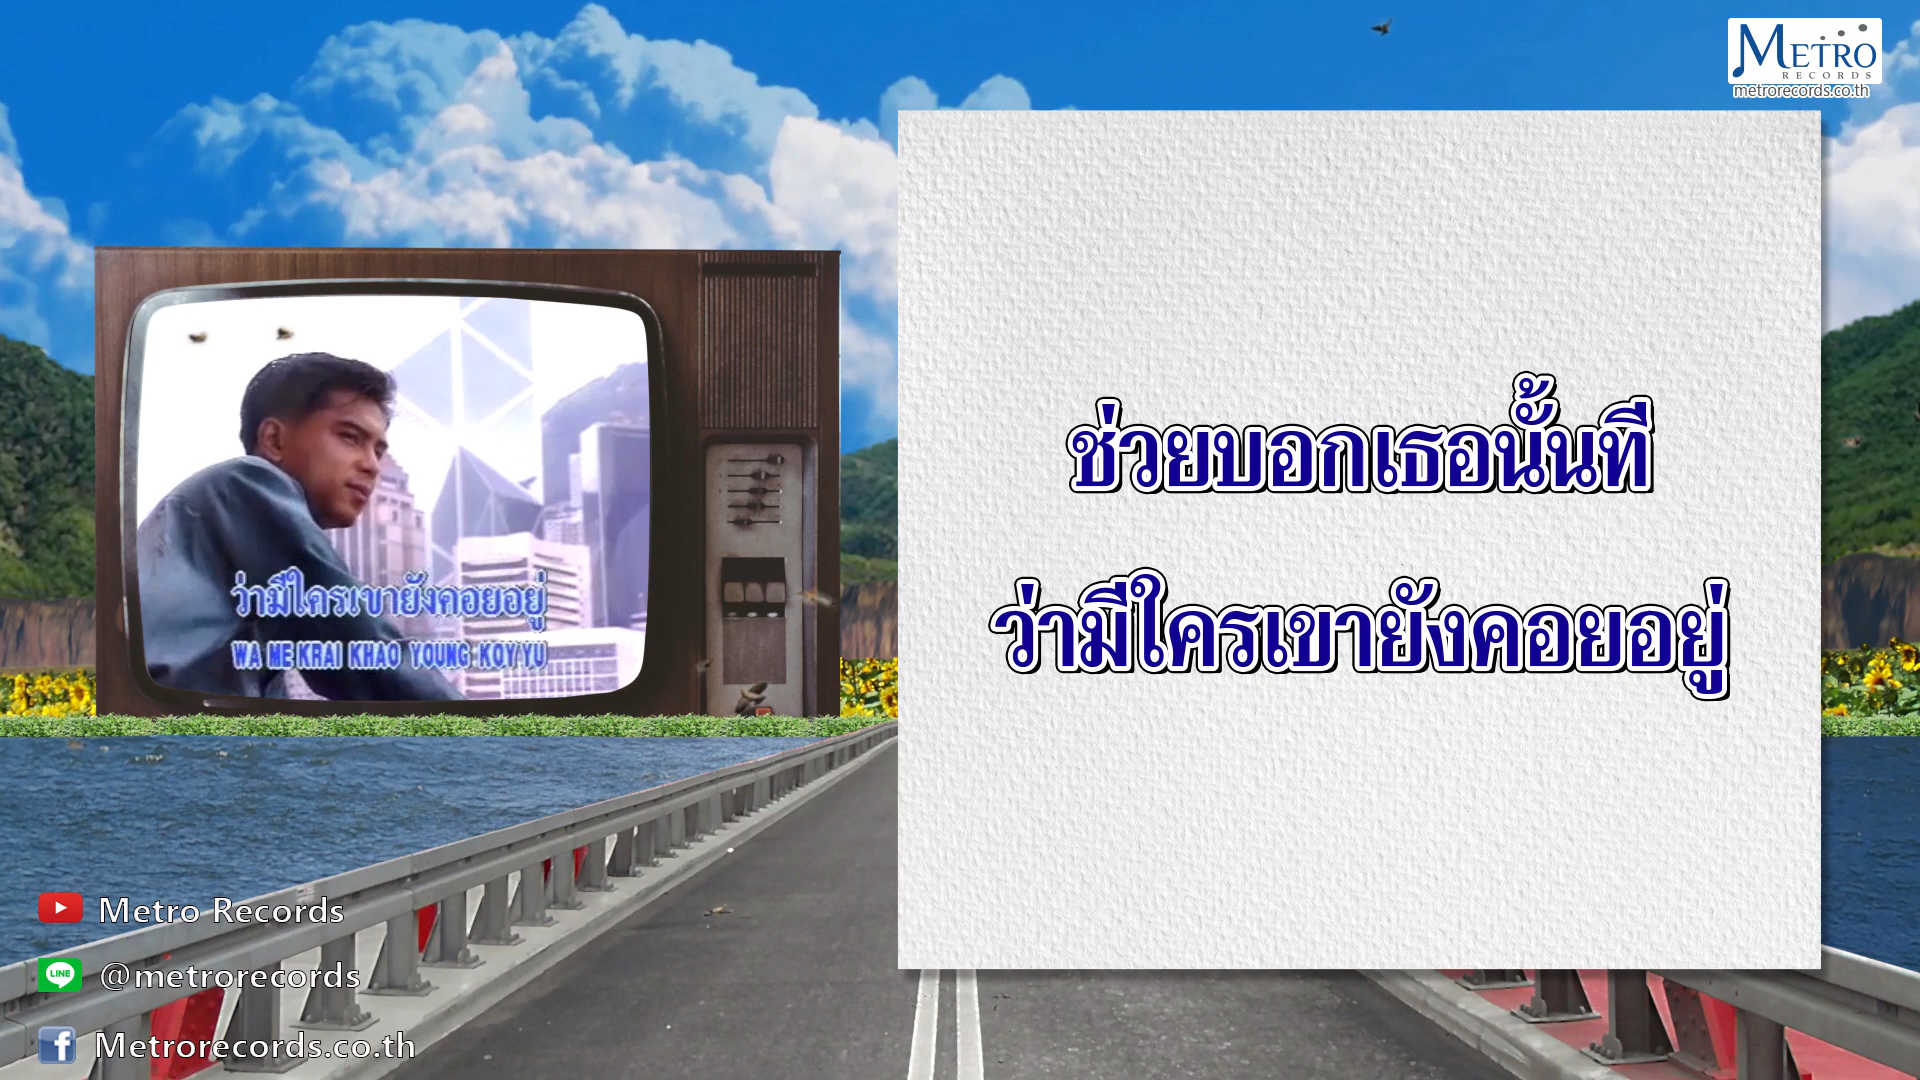 METRO
RECORDS
metrorecords.co.th
ช่วยบอกเธอนั้นที
ว่ามีใครเขายังคอยอยู่
ว่ามีใครเขายังคอยอยู่
WA ME KRAI KHAO YOUNG KOY YU
Metro Records
LINE
@metrorecords
f Metrorecords.co.th